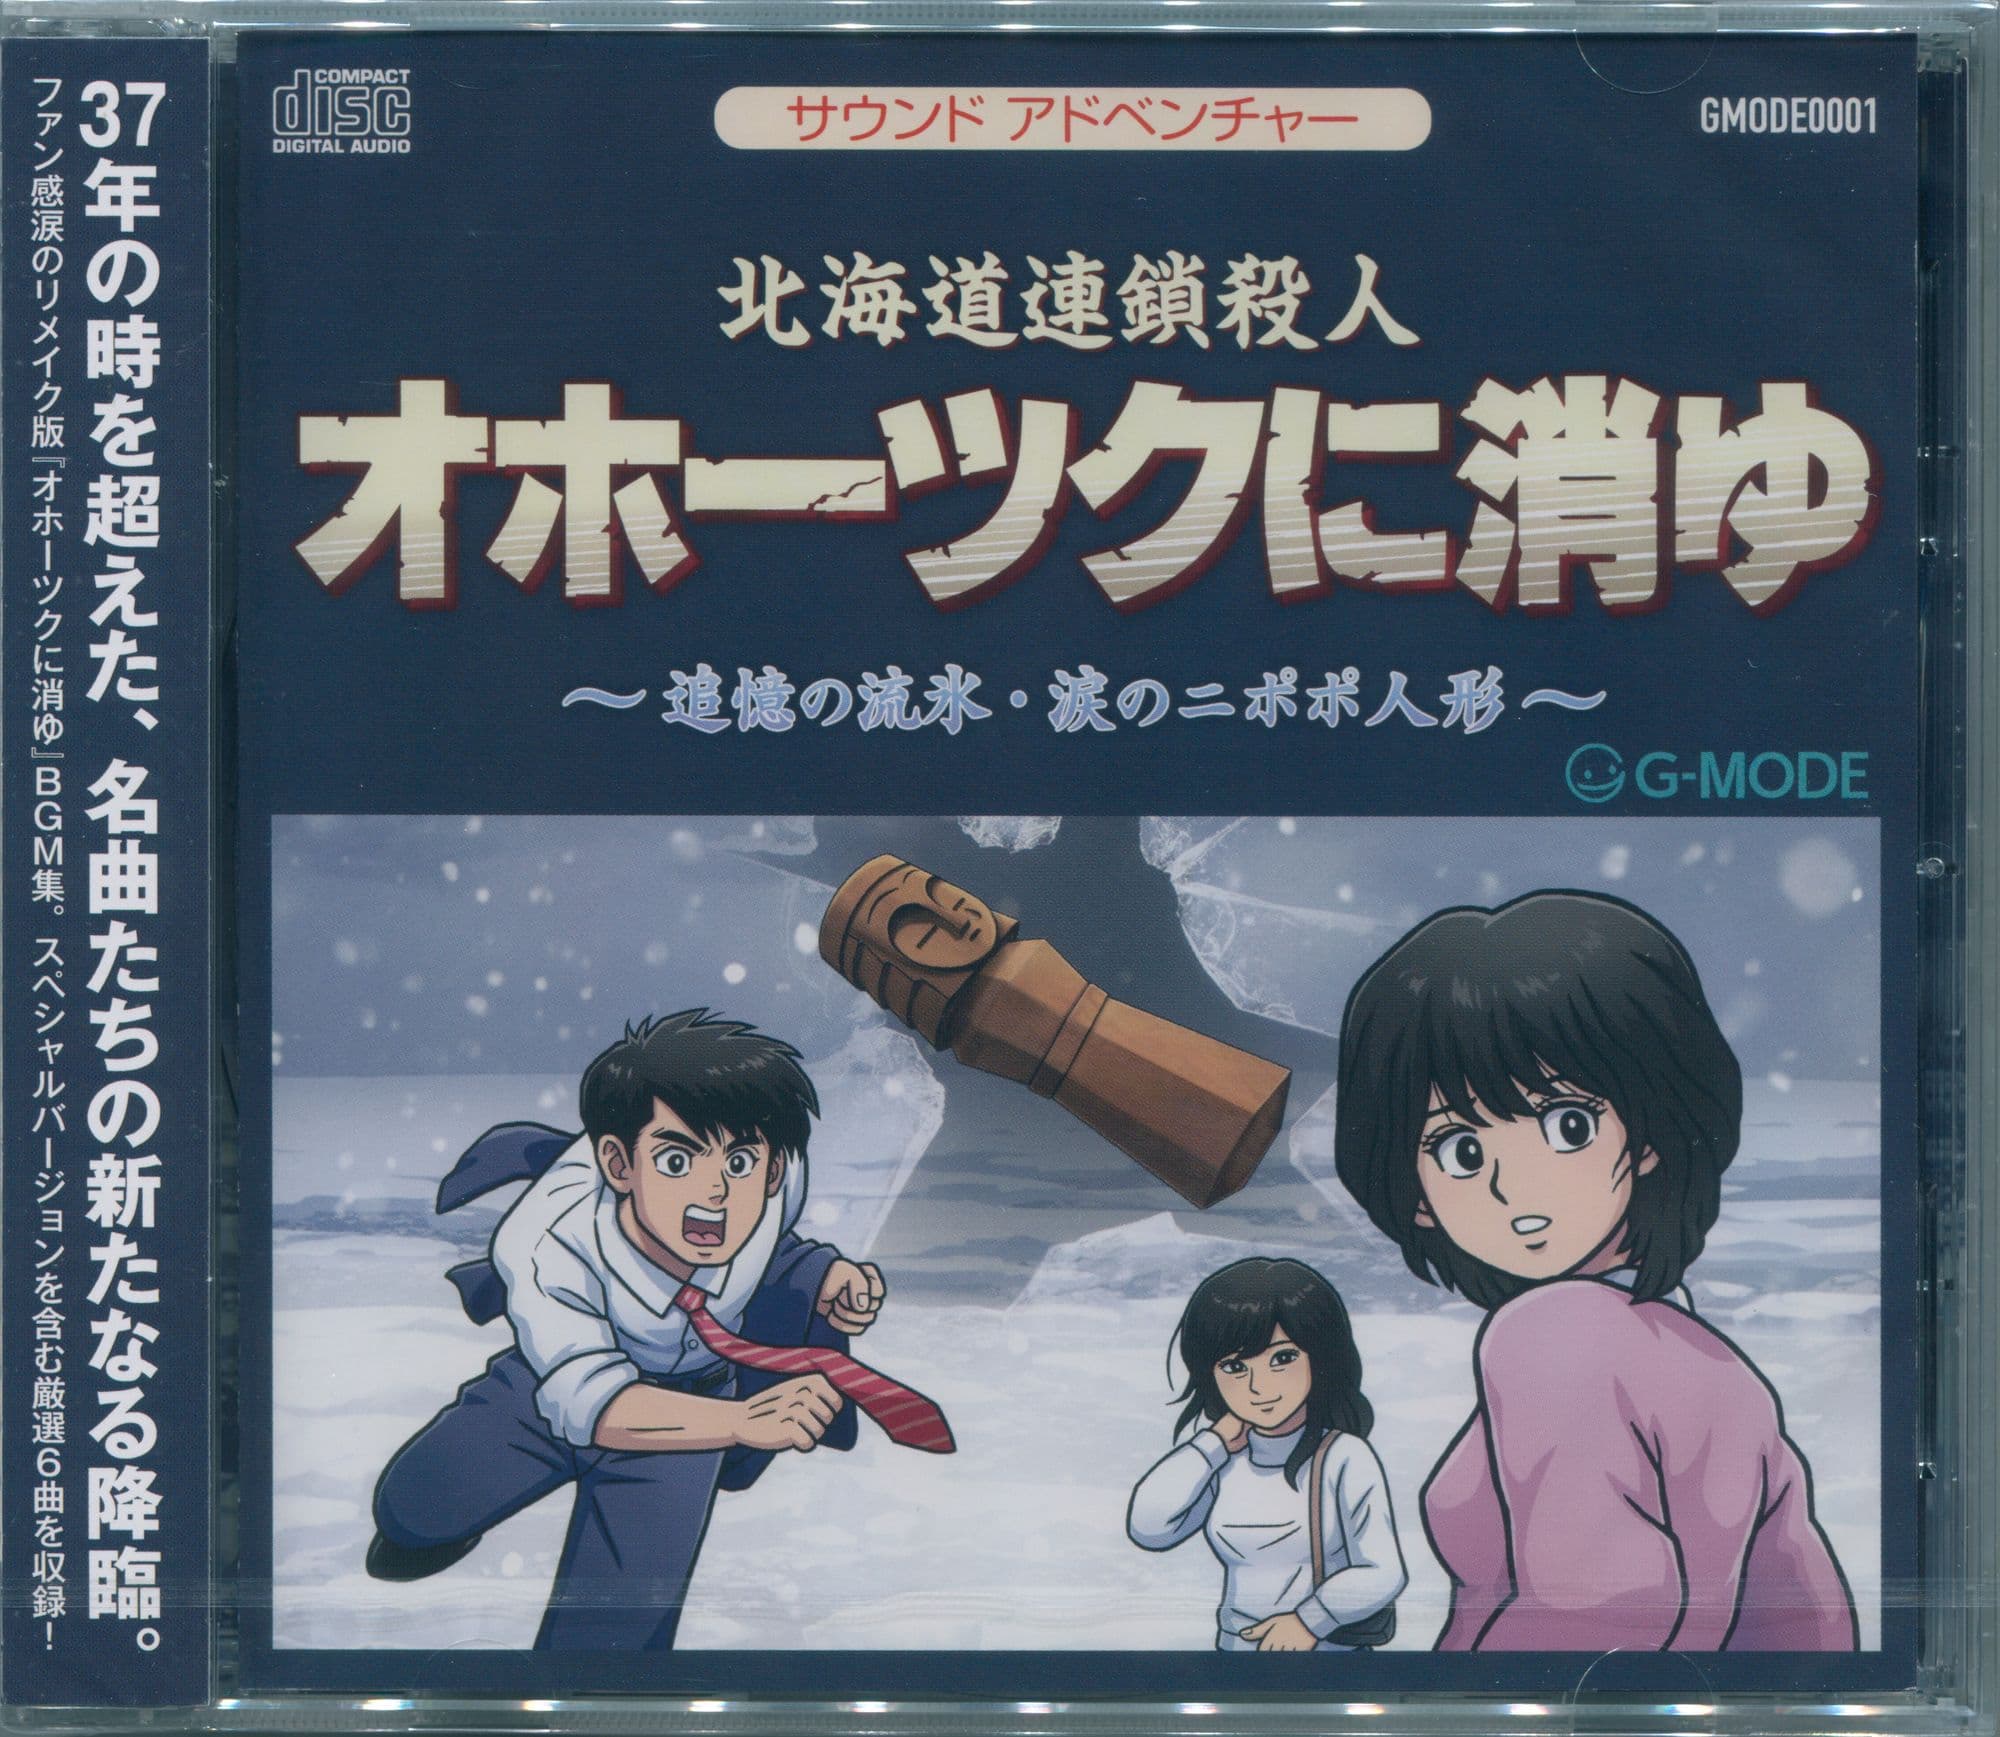 37年の時を超えた、名曲たちの新たなる降臨。
ファン感涙のリメイク版『オホーツクに消ゆ』BGM集。スペシャルバージョンを含む厳選6曲を収録！
COMPACT
disc
DIGITAL AUDIO
サウンド アドベンチャー
GMODE0001
北海道連鎖殺人
オホーツクに消ゆ
～追憶の流氷・涙のニポポ人形～
G-MODE